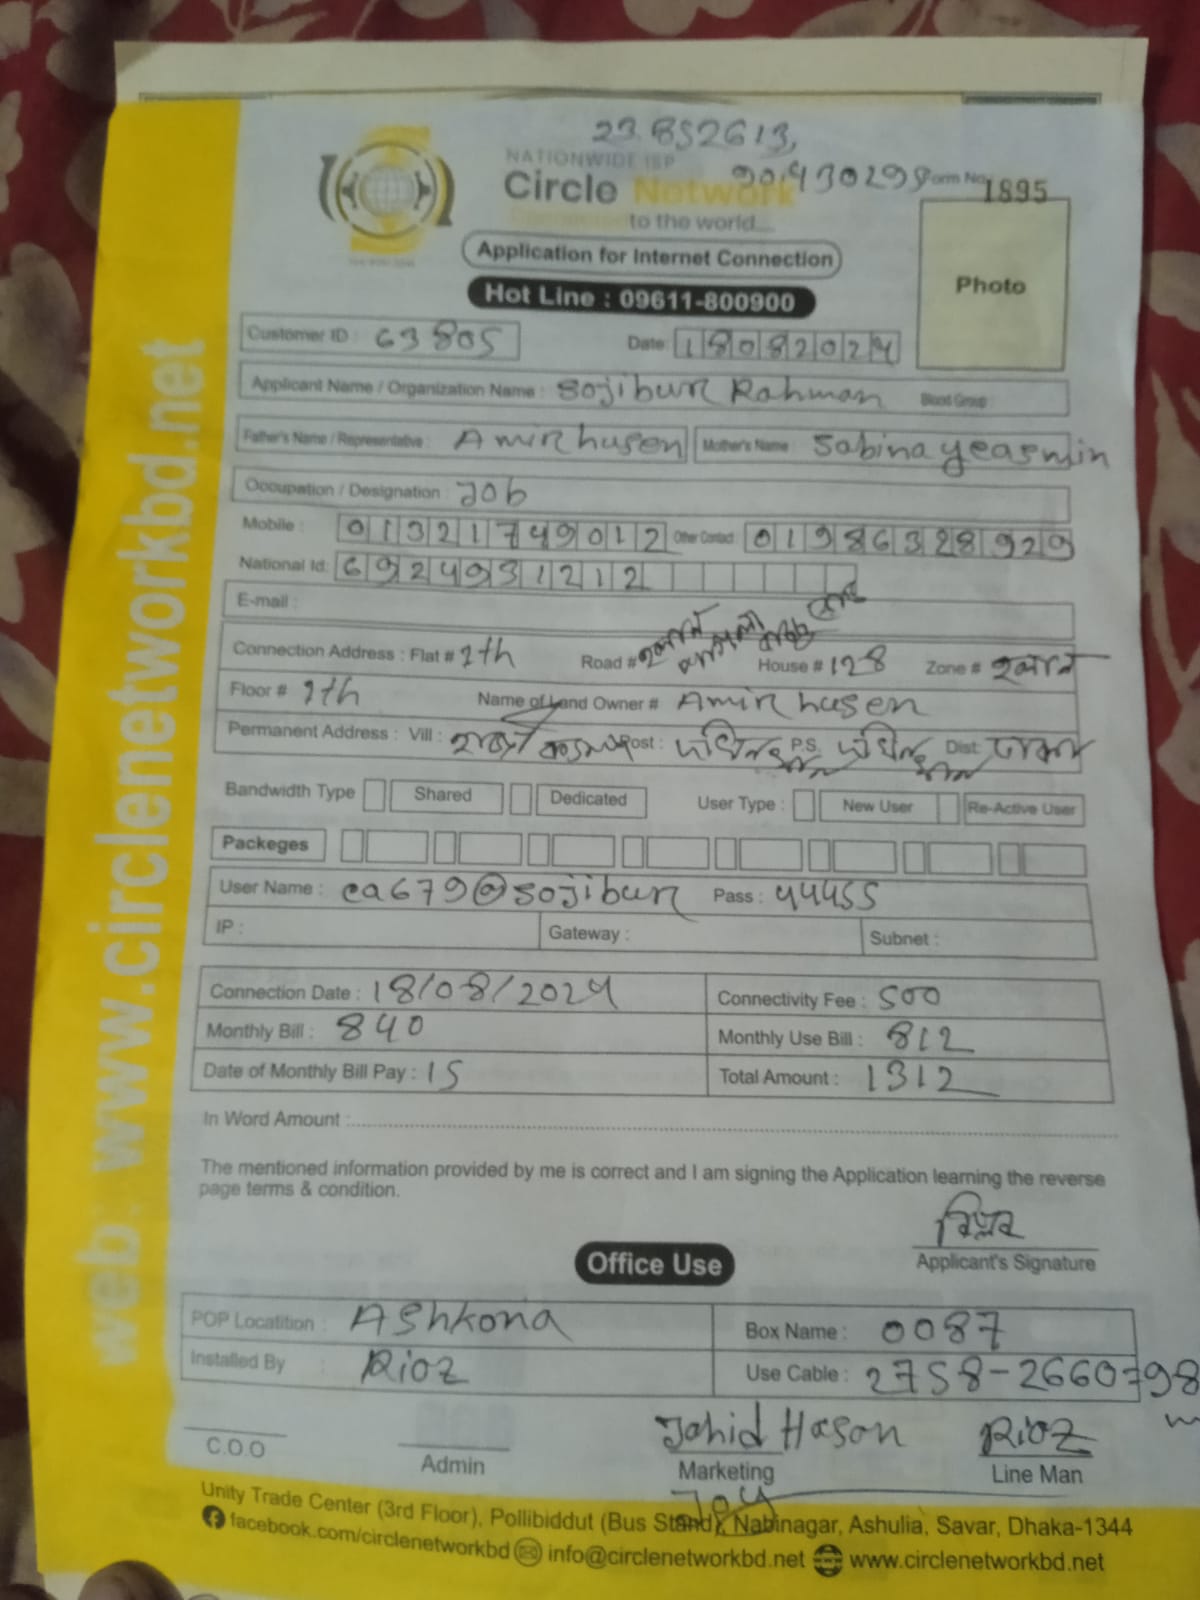 23.852613,
90.430298
NATIONWIDE ISP
Circle Network
to the world....
Form No. 1895
Application for Internet Connection
Hot Line : 09611-800900
Photo
Customer ID : 63805 Date: 18082024
Applicant Name / Organization Name : Sojibur Rahman Blood Group
Father's Name / Representative : Amir husen Mother's Name : Sabina yeasmin
Occupation / Designation : Job
Mobile : 01321749012 Other Contact : 01986328929
National Id: 6924931212
E-mail :
Connection Address : Flat # 2th Road # House # 128 Zone #
Floor # Name of Land Owner # Amir husen
Permanent Address : Vill : Post : P.S. Dist:
Bandwidth Type Shared Dedicated User Type : New User Re-Active User
Packeges
User Name : ca679@sojibur Pass : 44455
IP : Gateway : Subnet :
Connection Date : 18/08/2024 Connectivity Fee : 500
Monthly Bill : 840 Monthly Use Bill : 812
Date of Monthly Bill Pay : 15 Total Amount : 1312
In Word Amount :
The mentioned information provided by me is correct and I am signing the Application learning the reverse
page terms & condition.
Applicant's Signature
Office Use
POP Locatition : Ashkona Box Name : 0087
Installed By : Rioz Use Cable : 2758-2660=98
m
Jahid Hasan Rioz
C.O.O Admin Marketing Line Man
Joy
Unity Trade Center (3rd Floor), Pollibiddut (Bus Stand), Nabinagar, Ashulia, Savar, Dhaka-1344
facebook.com/circlenetworkbd info@circlenetworkbd.net www.circlenetworkbd.net
web: www.circlenetworkbd.net